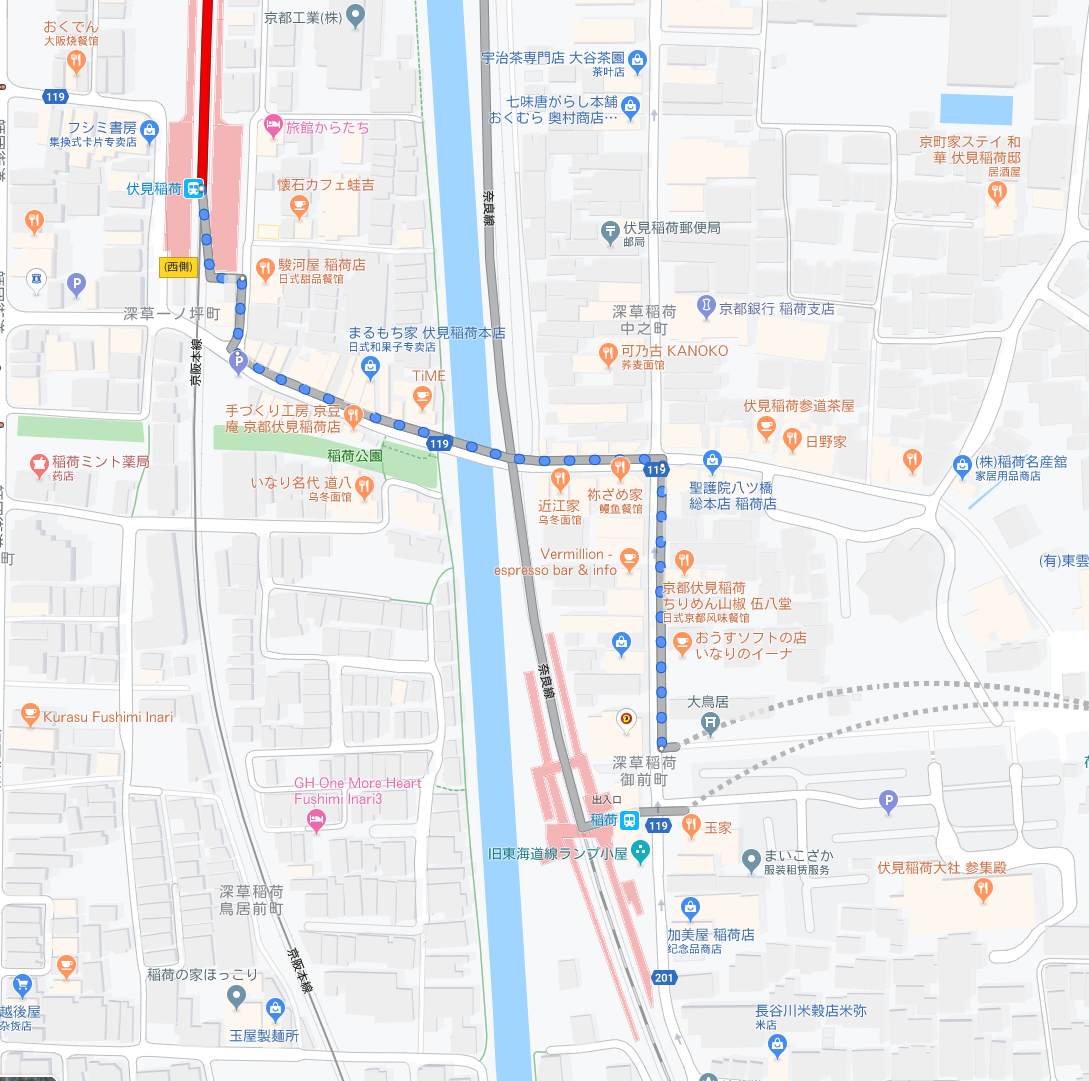 京都工業(株)
おくでん
大阪烧餐馆
宇治茶専門店 大谷茶園
茶叶店
119
七味唐がらし本舗
おくむら 奥村商店…
フシミ書房
集换式卡片专卖店
旅館からたち
京町家ステイ 和
華 伏見稲荷邸
居酒屋
伏見稲荷
懐石カフェ蛙吉
奈良線
伏見稲荷郵便局
邮局
(西側)
駿河屋 稲荷店
日式甜品餐馆
P
深草一ノ坪町
深草稲荷
中之町
京都銀行 稲荷支店
まるもち家 伏見稲荷本店
日式和果子专卖店
京阪本線
P
可乃古 KANOKO
荞麦面馆
TiME
手づくり工房 京豆
庵 京都伏見稲荷店
伏見稲荷参道茶屋
日野家
119
稲荷公園
稲荷ミント薬局
药店
119
聖護院八ツ橋
総本店 稲荷店
(株)稲荷名産舘
家居用品商店
いなり名代 道八
乌冬面馆
近江家
乌冬面馆
祢ざめ家
鳗鱼餐馆
町
Vermillion -
espresso bar & info
(有)東雲
京都伏見稲荷
ちりめん山椒 伍八堂
日式京都风味餐馆
おうすソフトの店
いなりのイーナ
奈良線
大鳥居
Kurasu Fushimi Inari
深草稲荷
御前町
GH One More Heart
Fushimi Inari3
出入口
稲荷
119
玉家
P
旧東海道線ランプ小屋
まいこざか
服装租赁服务
伏見稲荷大社 参集殿
深草稲荷
鳥居前町
加美屋 稲荷店
纪念品商店
京阪本線
稲荷の家ほっこり
201
越後屋
杂货店
玉屋製麺所
長谷川米穀店米弥
米店